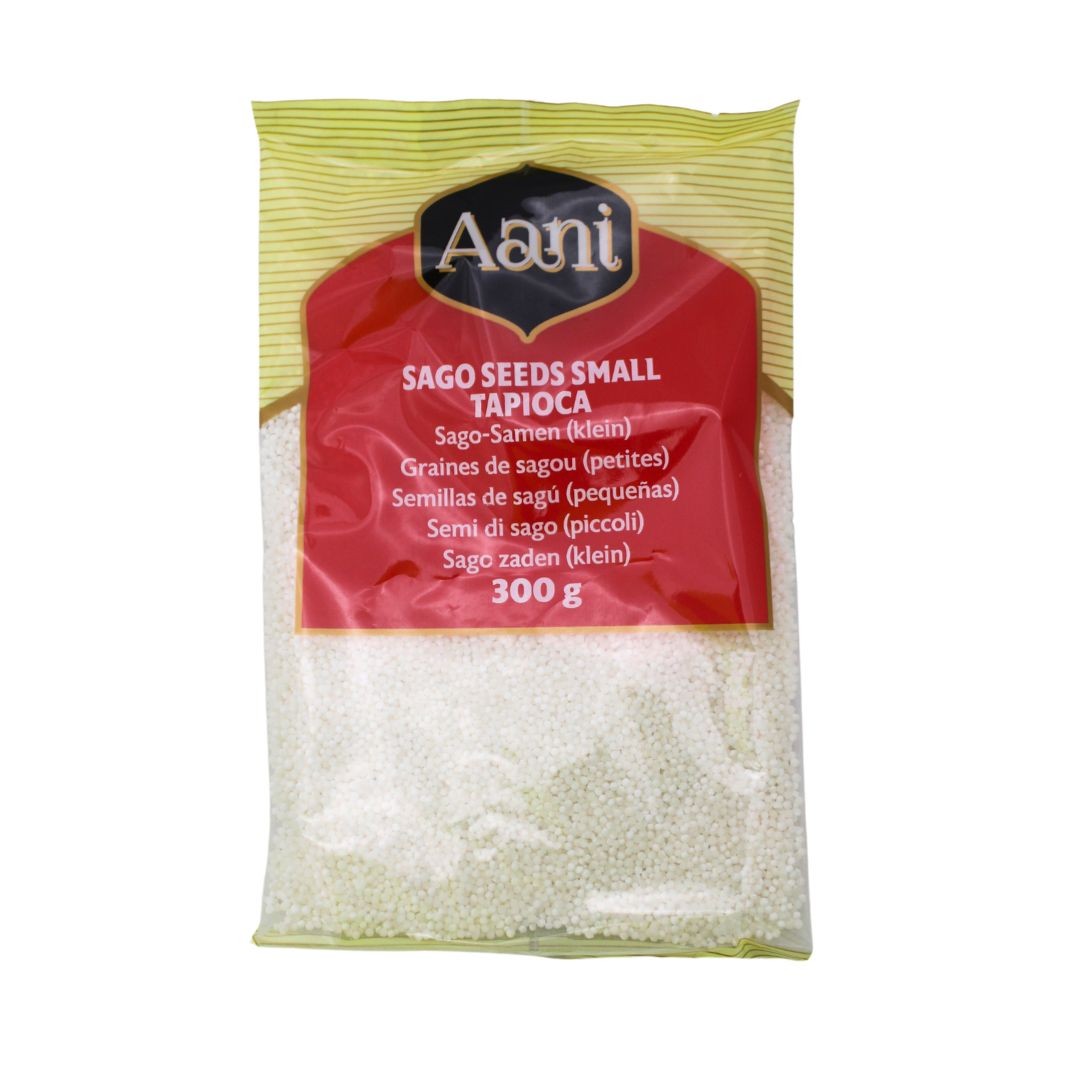 Aani
SAGO SEEDS SMALL
TAPIOCA
Sago-Samen (klein)
Graines de sagou (petites)
Semillas de sagú (pequeñas)
Semi di sago (piccoli)
Sago zaden (klein)
300 g